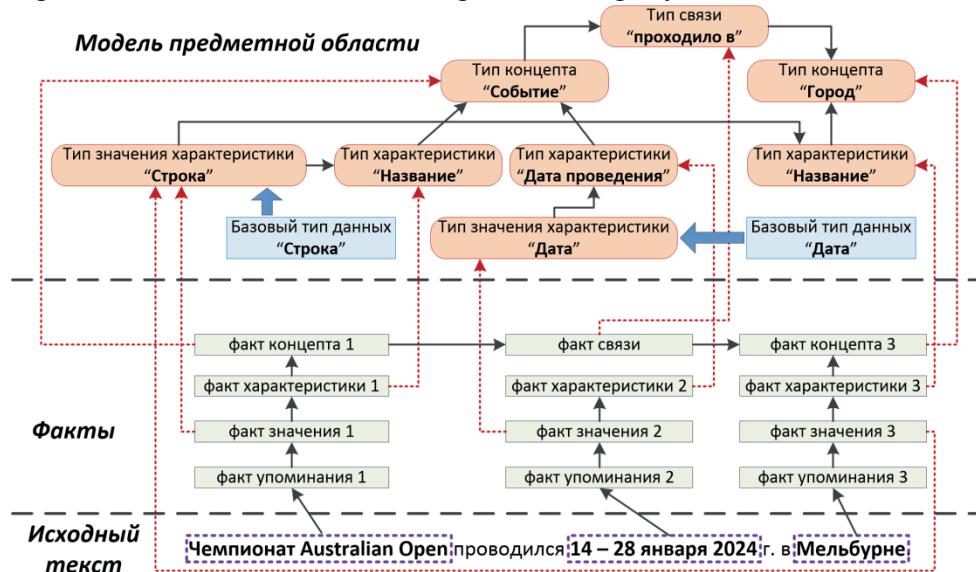 Тип связи
“проходило в”
Модель предметной области
Тип концепта
“Событие”
Тип концепта
“Город”
Тип значения характеристики
“Строка”
Тип характеристики
“Название”
Тип характеристики
“Дата проведения”
Тип характеристики
“Название”
Базовый тип данных
“Строка”
Тип значения характеристики
“Дата”
Базовый тип данных
“Дата”
факт концепта 1
факт связи
факт концепта 3
факт характеристики 1
факт характеристики 2
факт характеристики 3
Факты
факт значения 1
факт значения 2
факт значения 3
факт упоминания 1
факт упоминания 2
факт упоминания 3
Исходный
текст
Чемпионат Australian Open проводился 14 – 28 января 2024 г. в Мельбурне